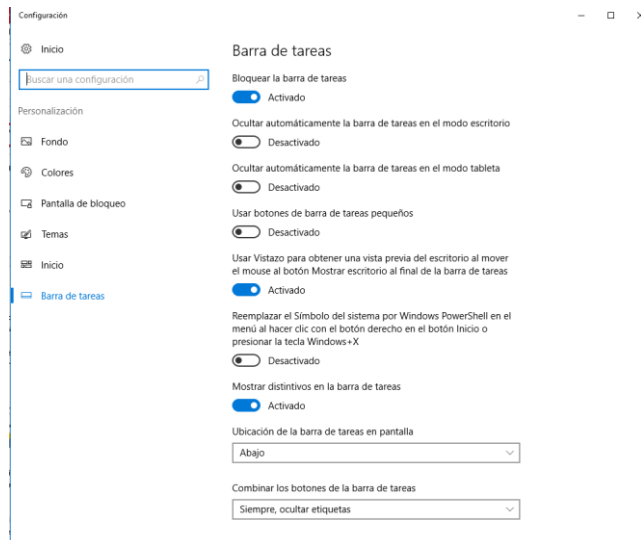 Configuración
Inicio
Buscar una configuración
Personalización
Fondo
Colores
Pantalla de bloqueo
Temas
Inicio
Barra de tareas
Barra de tareas
Bloquear la barra de tareas
Activado
Ocultar automáticamente la barra de tareas en el modo escritorio
Desactivado
Ocultar automáticamente la barra de tareas en el modo tableta
Desactivado
Usar botones de barra de tareas pequeños
Desactivado
Usar Vistazo para obtener una vista previa del escritorio al mover
el mouse al botón Mostrar escritorio al final de la barra de tareas
Activado
Reemplazar el Símbolo del sistema por Windows PowerShell en el
menú al hacer clic con el botón derecho en el botón Inicio o
presionar la tecla Windows+X
Desactivado
Mostrar distintivos en la barra de tareas
Activado
Ubicación de la barra de tareas en pantalla
Abajo
Combinar los botones de la barra de tareas
Siempre, ocultar etiquetas